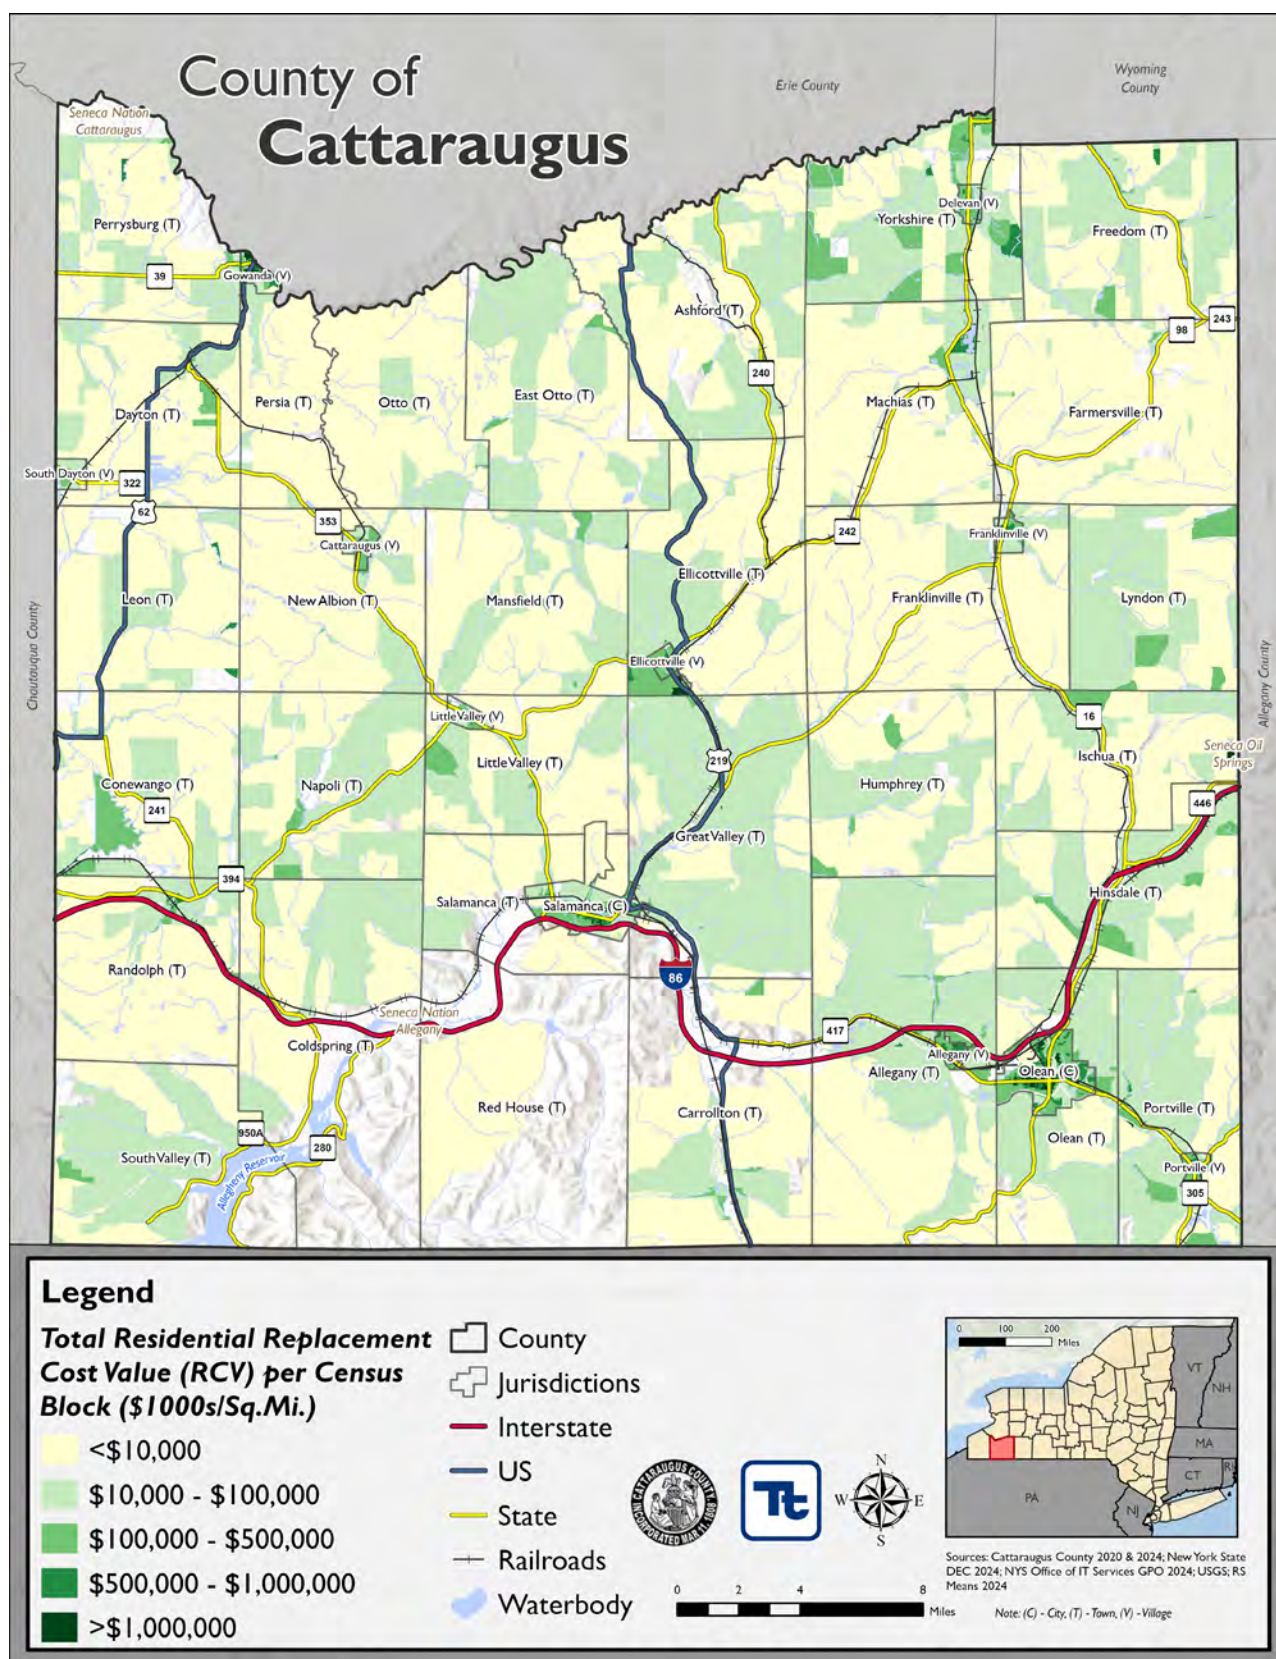 County of
Cattaraugus
Erie County
Wyoming
County
Seneca Nation
Cattaraugus
Perrysburg (T)
Delevan (V)
Yorkshire (T)
Freedom (T)
39
Gowanda (V)
Ashford (T)
243
98
240
Dayton (T)
Persia (T)
Otto (T)
East Otto (T)
Machias (T)
Farmersville (T)
South Dayton (V)
322
62
353
Cattaraugus (V)
242
Franklinville (V)
Ellicottville (T)
Leon (T)
New Albion (T)
Mansfield (T)
Franklinville (T)
Lyndon (T)
Chautauqua County
Allegany County
Ellicottville (V)
Little Valley (V)
16
Seneca Oil
Springs
Little Valley (T)
219
Ischua (T)
Conewango (T)
Napoli (T)
Humphrey (T)
241
446
Great Valley (T)
394
Hinsdale (T)
Salamanca (T)
Salamanca (C)
Randolph (T)
86
Seneca Nation
Allegany
417
Coldspring (T)
Allegany (V)
Allegany (T)
Olean (C)
Red House (T)
Carrollton (T)
Portville (T)
950A
280
Olean (T)
South Valley (T)
Allegheny Reservoir
Portville (V)
305
Legend
Total Residential Replacement
Cost Value (RCV) per Census
Block ($1000s/Sq.Mi.)
<$10,000
$10,000 - $100,000
$100,000 - $500,000
$500,000 - $1,000,000
>$1,000,000
County
Jurisdictions
Interstate
US
State
Railroads
Waterbody
CATTARAUGUS COUNTY,
INCORPORATED MAR 11, 1808
Tt
N
W
E
S
0 2 4 8
Miles
0 100 200
Miles
VT
NH
MA
CT
RI
PA
NJ
Sources: Cattaraugus County 2020 & 2024; New York State
DEC 2024; NYS Office of IT Services GPO 2024; USGS; RS
Means 2024
Note: (C) - City, (T) - Town, (V) - Village